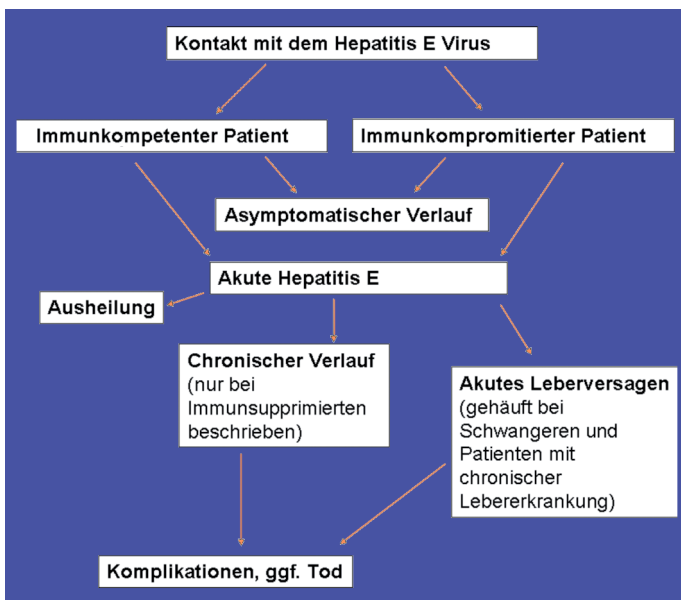 Kontakt mit dem Hepatitis E Virus
Immunkompetenter Patient
Immunkompromitierter Patient
Asymptomatischer Verlauf
Akute Hepatitis E
Ausheilung
Chronischer Verlauf
(nur bei
Immunsupprimierten
beschrieben)
Akutes Leberversagen
(gehäuft bei
Schwangeren und
Patienten mit
chronischer
Lebererkrankung)
Komplikationen, ggf. Tod